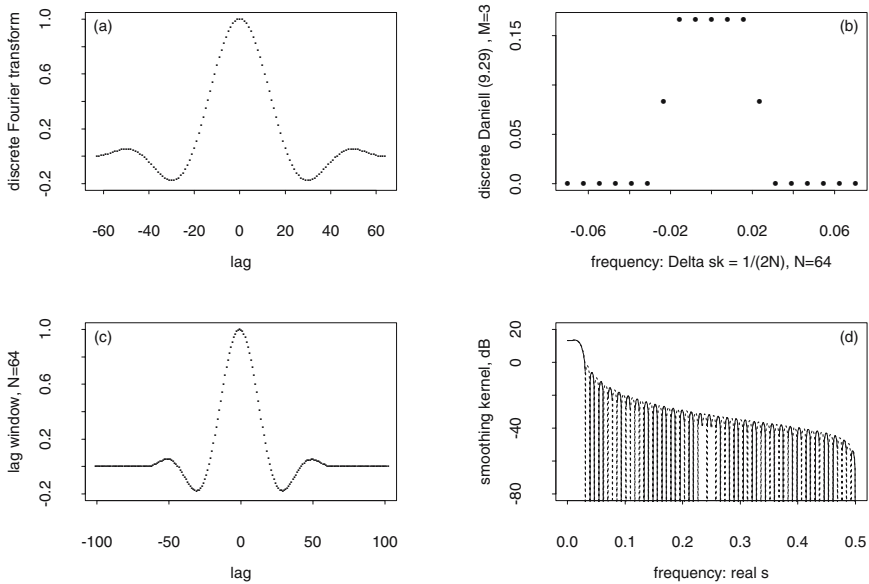 (a)
discrete Fourier transform
1.0
0.6
0.2
-0.2
-60 -40 -20 0 20 40 60
lag
(b)
discrete Daniell (9.29) , M=3
0.15
0.05
0.0
-0.06 -0.02 0.02 0.06
frequency: Delta sk = 1/(2N), N=64
(c)
lag window, N=64
1.0
0.6
0.2
-0.2
-100 -50 0 50 100
lag
(d)
smoothing kernel, dB
20
0
-40
-80
0.0 0.1 0.2 0.3 0.4 0.5
frequency: real s